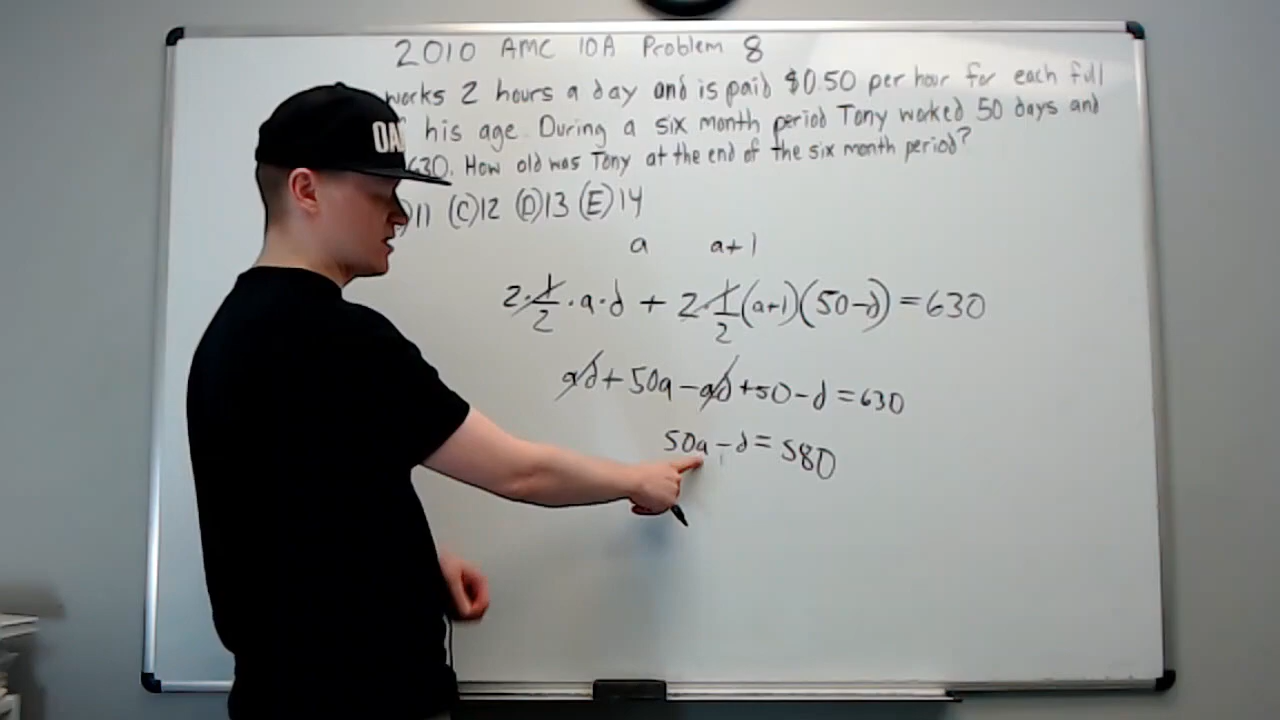 2010 AMC 10A Problem 8
works 2 hours a day and is paid $0.50 per hour for each full
his age. During a six month period Tony worked 50 days and
630. How old was Tony at the end of the six month period?
)11 (C)12 (D)13 (E)14
a a+1
2·1/2·a·d + 2·1/2(a+1)(50-d)=630
ad+50a-ad+50-d=630
50a-d=580
OA